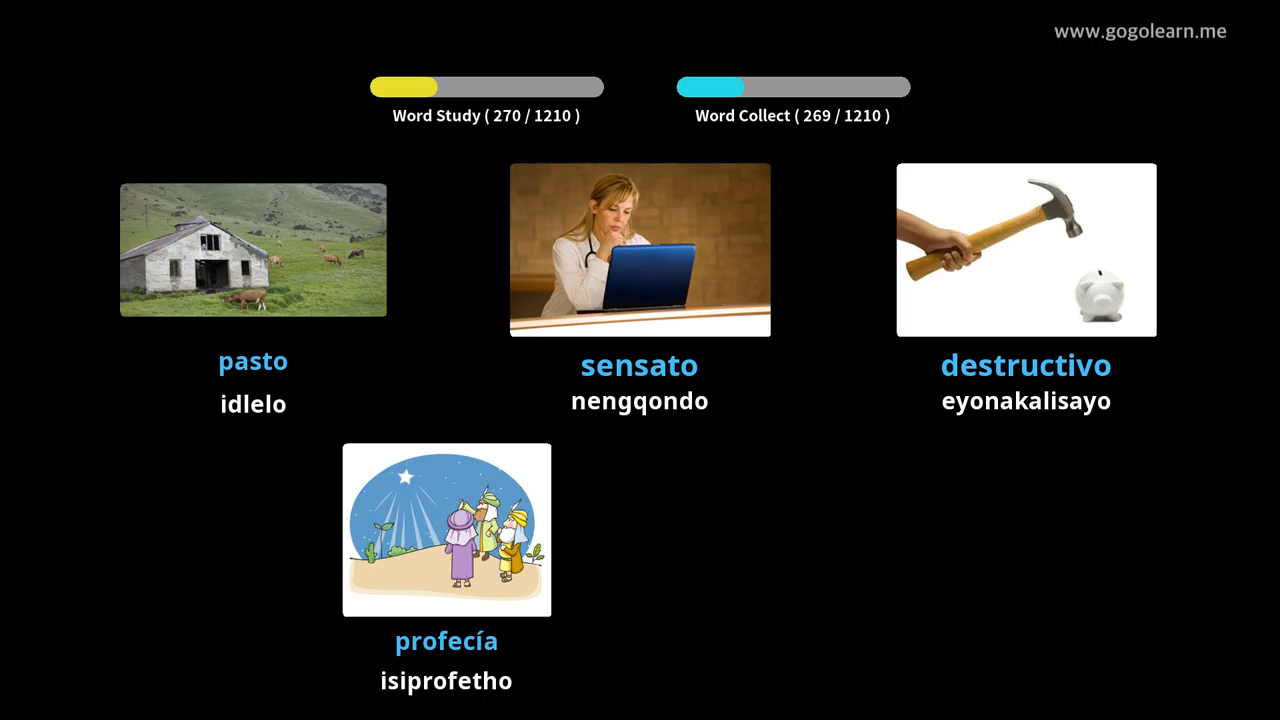 www.gogolearn.me
Word Study ( 270 / 1210 )
Word Collect ( 269 / 1210 )
pasto
idlelo
sensato
nengqondo
destructivo
eyonakalisayo
profecía
isiprofetho